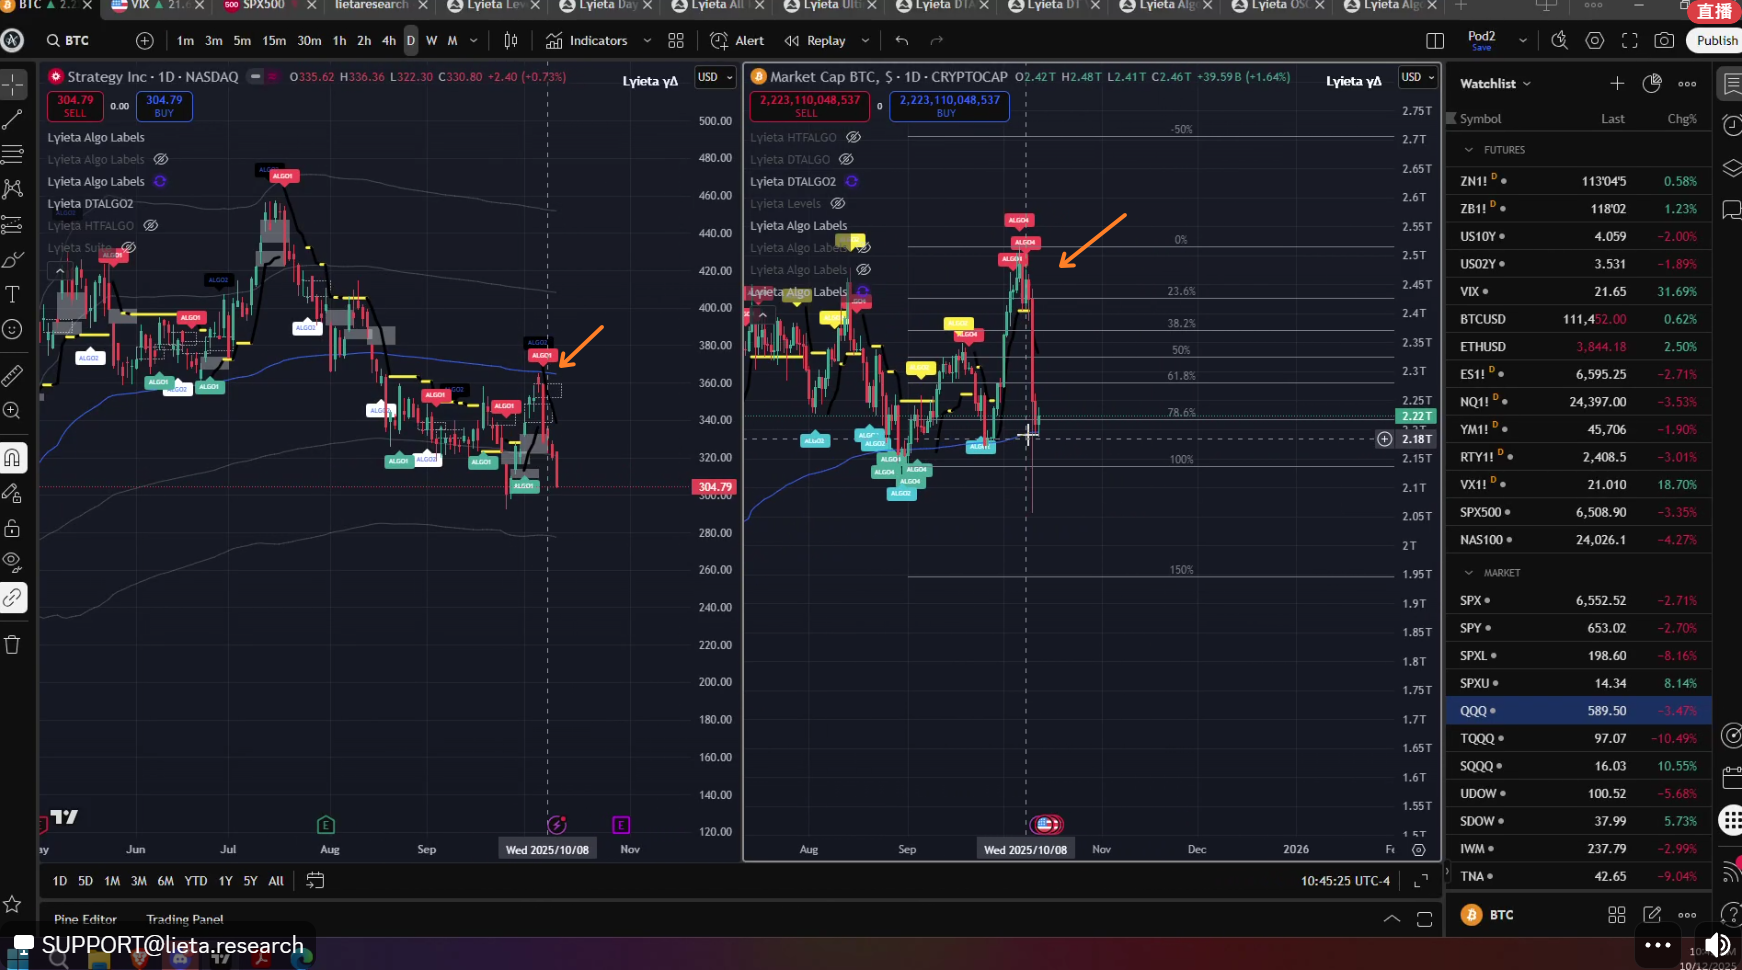 BTC ▲ 2.2
VIX ▲ 21.6
500 SPX500
lietaresearch
Lyieta Lev
Lyieta Day
Lyieta All
Lyieta Ulti
Lyieta DTA
Lyieta DT
Lyieta Algo
Lyieta OSC
Lyieta Algo
直播
BTC
1m 3m 5m 15m 30m 1h 2h 4h D W M
Indicators
Alert
Replay
Pod2
Save
Publish
Strategy Inc · 1D · NASDAQ
O335.62 H336.36 L322.30 C330.80 +2.40 (+0.73%)
Lyieta γΔ
USD
304.79
SELL
0.00
304.79
BUY
Lyieta Algo Labels
Lyieta Algo Labels
Lyieta Algo Labels
Lyieta DTALGO2
Lyieta HTFALGO
Lyieta Suite
500.00
480.00
460.00
440.00
420.00
400.00
380.00
360.00
340.00
320.00
304.79
300.00
280.00
260.00
240.00
220.00
200.00
180.00
160.00
140.00
120.00
Jun Jul Aug Sep Wed 2025/10/08 Nov
Market Cap BTC, $ · 1D · CRYPTOCAP
O2.42T H2.48T L2.41T C2.46T +39.59B (+1.64%)
Lyieta γΔ
USD
2,223,110,048,537
SELL
0
2,223,110,048,537
BUY
Lyieta HTFALGO
Lyieta DTALGO
Lyieta DTALGO2
Lyieta Levels
Lyieta Algo Labels
Lyieta Algo Labels
Lyieta Algo Labels
Lyieta Algo Labels
-50%
0%
23.6%
38.2%
50%
61.8%
78.6%
100%
150%
2.75T
2.7T
2.65T
2.6T
2.55T
2.5T
2.45T
2.4T
2.35T
2.3T
2.25T
2.22T
2.18T
2.15T
2.1T
2.05T
2T
1.95T
1.9T
1.85T
1.8T
1.75T
1.7T
1.65T
1.6T
1.55T
1.5T
Aug Sep Wed 2025/10/08 Nov Dec 2026
Watchlist
Symbol Last Chg%
FUTURES
ZN1! D 113'04'5 0.58%
ZB1! D 118'02 1.23%
US10Y 4.059 −2.00%
US02Y 3.531 −1.89%
VIX 21.65 31.69%
BTCUSD 111,452.00 0.62%
ETHUSD 3,844.18 2.50%
ES1! D 6,595.25 −2.71%
NQ1! D 24,397.00 −3.53%
YM1! D 45,706 −1.90%
RTY1! D 2,408.5 −3.01%
VX1! D 21.010 18.70%
SPX500 6,508.90 −3.35%
NAS100 24,026.1 −4.27%
MARKET
SPX 6,552.52 −2.71%
SPY 653.02 −2.70%
SPXL 198.60 −8.16%
SPXU 14.34 8.14%
QQQ 589.50 −3.47%
TQQQ 97.07 −10.49%
SQQQ 16.03 10.55%
UDOW 100.52 −5.68%
SDOW 37.99 5.73%
IWM 237.79 −2.99%
TNA 42.65 −9.04%
BTC
1D 5D 1M 3M 6M YTD 1Y 5Y All
10:45:25 UTC-4
Pine Editor Trading Panel
SUPPORT@lieta.research
10/12/2025